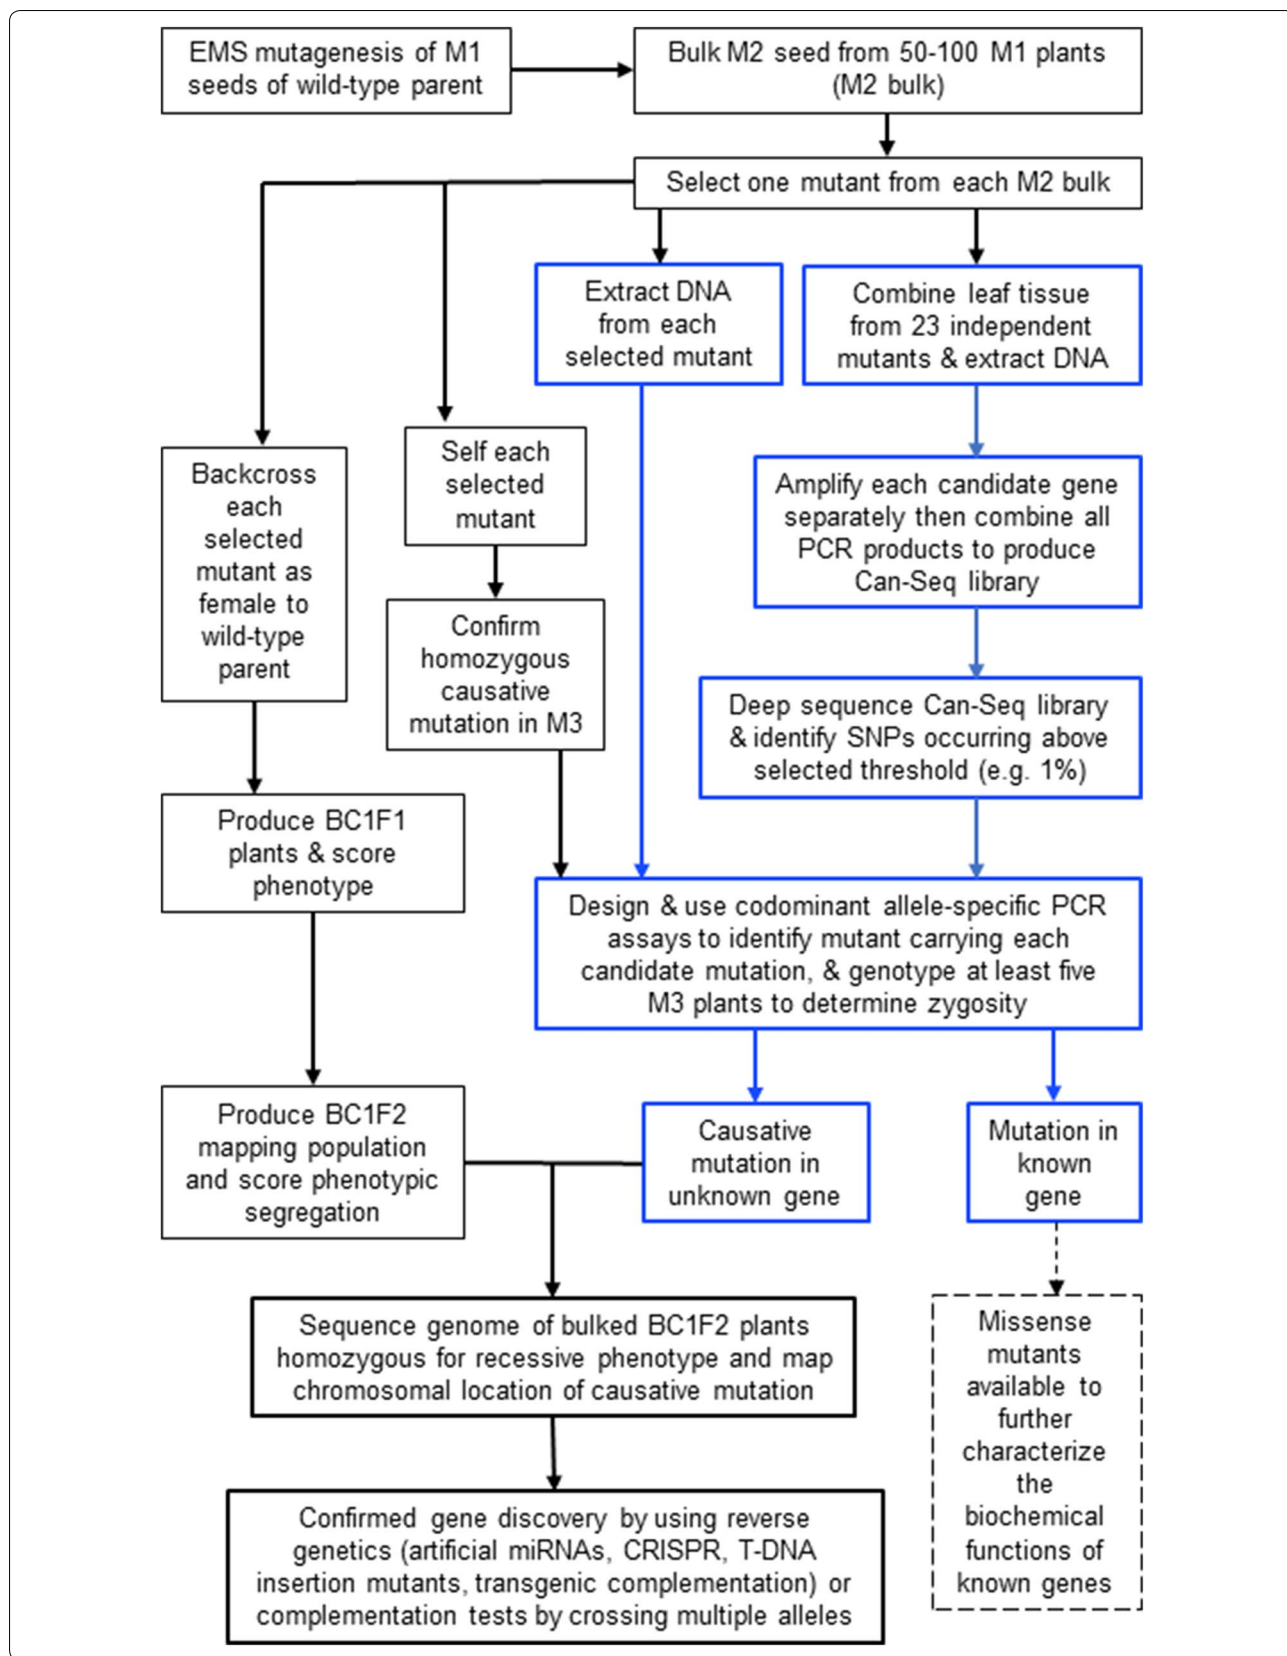 EMS mutagenesis of M1
seeds of wild-type parent
Bulk M2 seed from 50-100 M1 plants
(M2 bulk)
Select one mutant from each M2 bulk
Extract DNA
from each
selected mutant
Combine leaf tissue
from 23 independent
mutants & extract DNA
Backcross
each
selected
mutant as
female to
wild-type
parent
Self each
selected
mutant
Amplify each candidate gene
separately then combine all
PCR products to produce
Can-Seq library
Confirm
homozygous
causative
mutation in M3
Deep sequence Can-Seq library
& identify SNPs occurring above
selected threshold (e.g. 1%)
Produce BC1F1
plants & score
phenotype
Design & use codominant allele-specific PCR
assays to identify mutant carrying each
candidate mutation, & genotype at least five
M3 plants to determine zygosity
Produce BC1F2
mapping population
and score phenotypic
segregation
Causative
mutation in
unknown gene
Mutation in
known
gene
Sequence genome of bulked BC1F2 plants
homozygous for recessive phenotype and map
chromosomal location of causative mutation
Missense
mutants
available to
further
characterize
the
biochemical
functions of
known genes
Confirmed gene discovery by using reverse
genetics (artificial miRNAs, CRISPR, T-DNA
insertion mutants, transgenic complementation) or
complementation tests by crossing multiple alleles